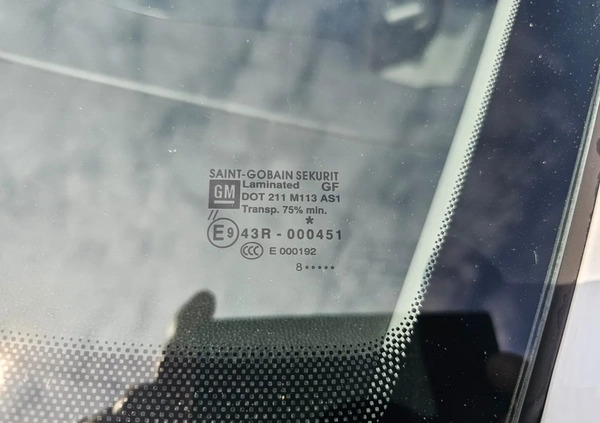 SAINT-GOBAIN SEKURIT
GM Laminated GF
DOT 211 M113 AS1
Transp. 75% min.
// *
E9 43R - 000451
CCC E 000192
8•••••